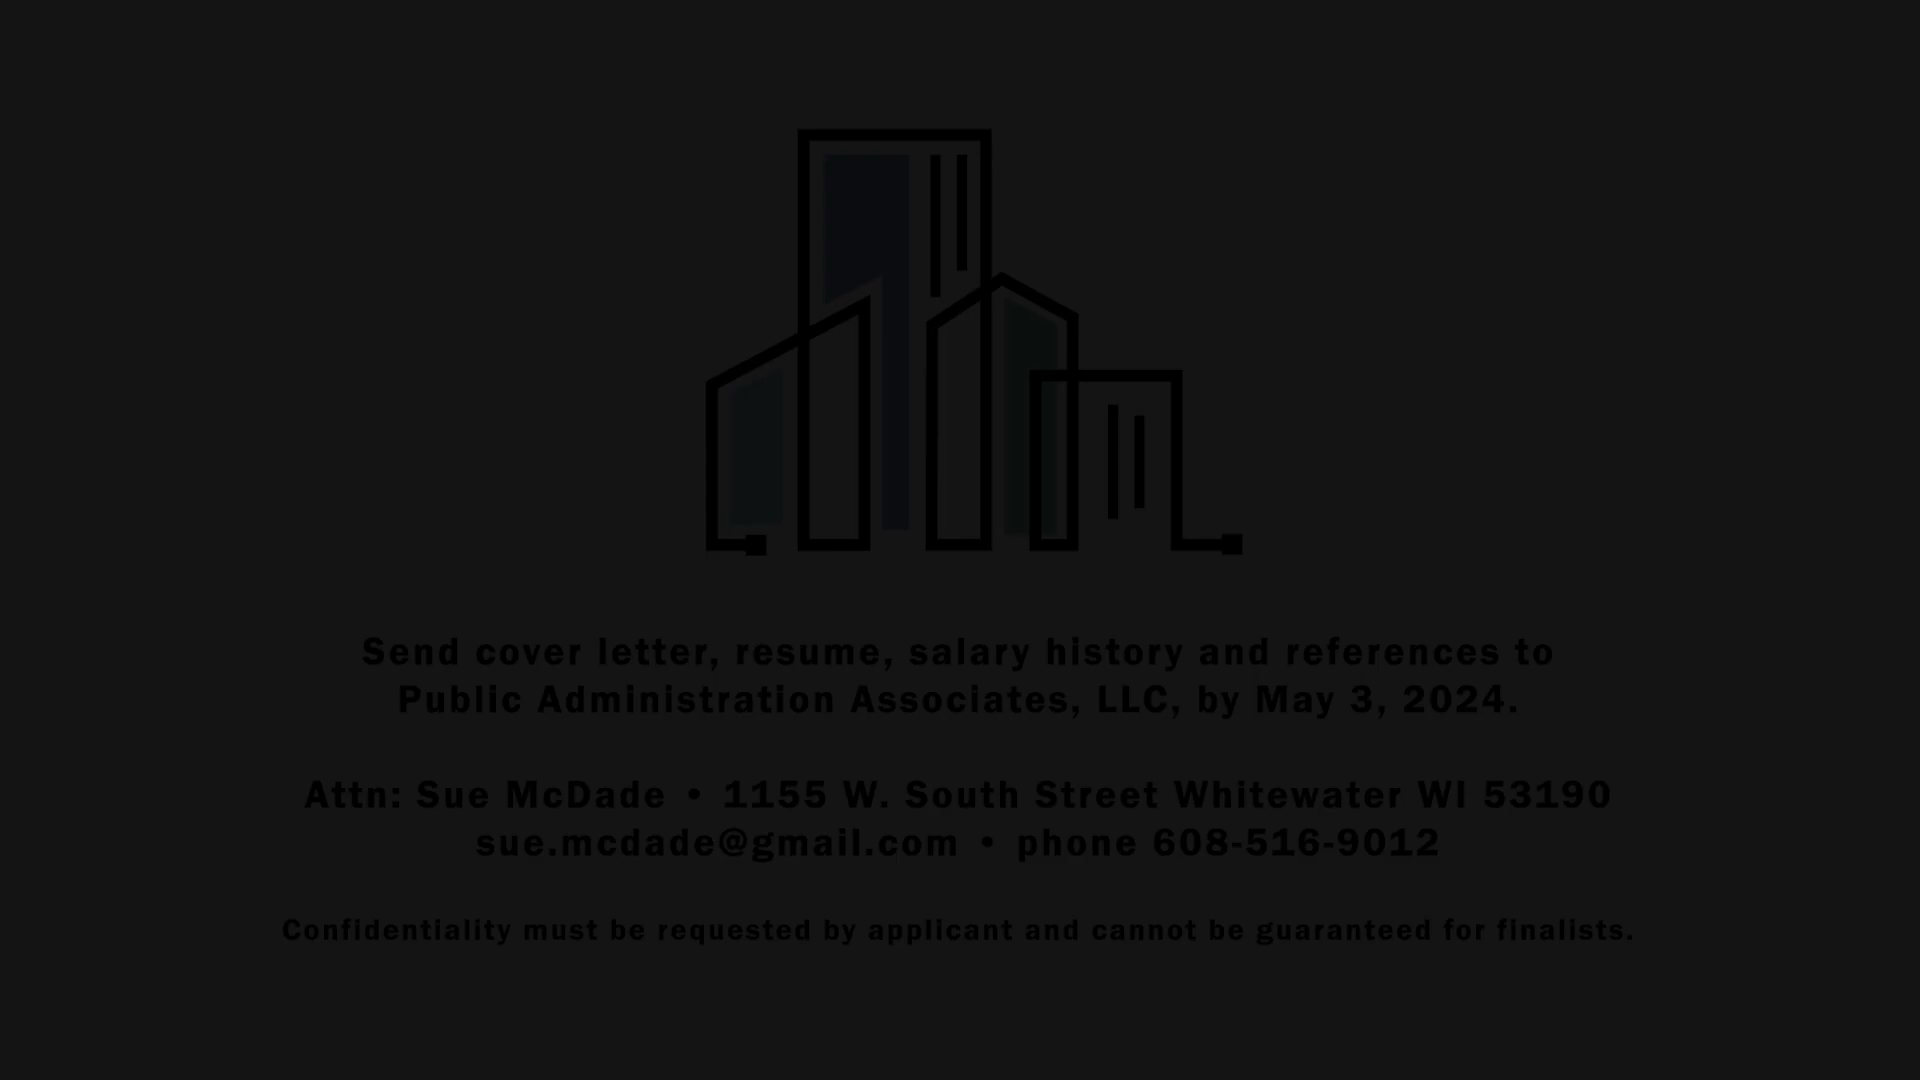 Send cover letter, resume, salary history and references to
Public Administration Associates, LLC, by May 3, 2024.
Attn: Sue McDade • 1155 W. South Street Whitewater WI 53190
sue.mcdade@gmail.com • phone 608-516-9012
Confidentiality must be requested by applicant and cannot be guaranteed for finalists.